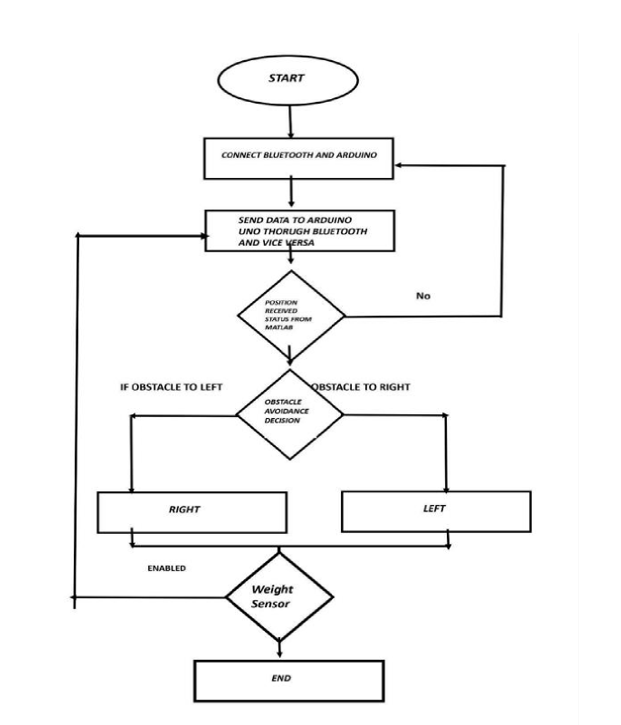 START
CONNECT BLUETOOTH AND ARDUINO
SEND DATA TO ARDUINO
UNO THORUGH BLUETOOTH
AND VICE VERSA
No
POSITION
RECEIVED
STATUS FROM
MATLAB
IF OBSTACLE TO LEFT
OBSTACLE TO RIGHT
OBSTACLE
AVOIDANCE
DECISION
RIGHT
LEFT
ENABLED
Weight
Sensor
END